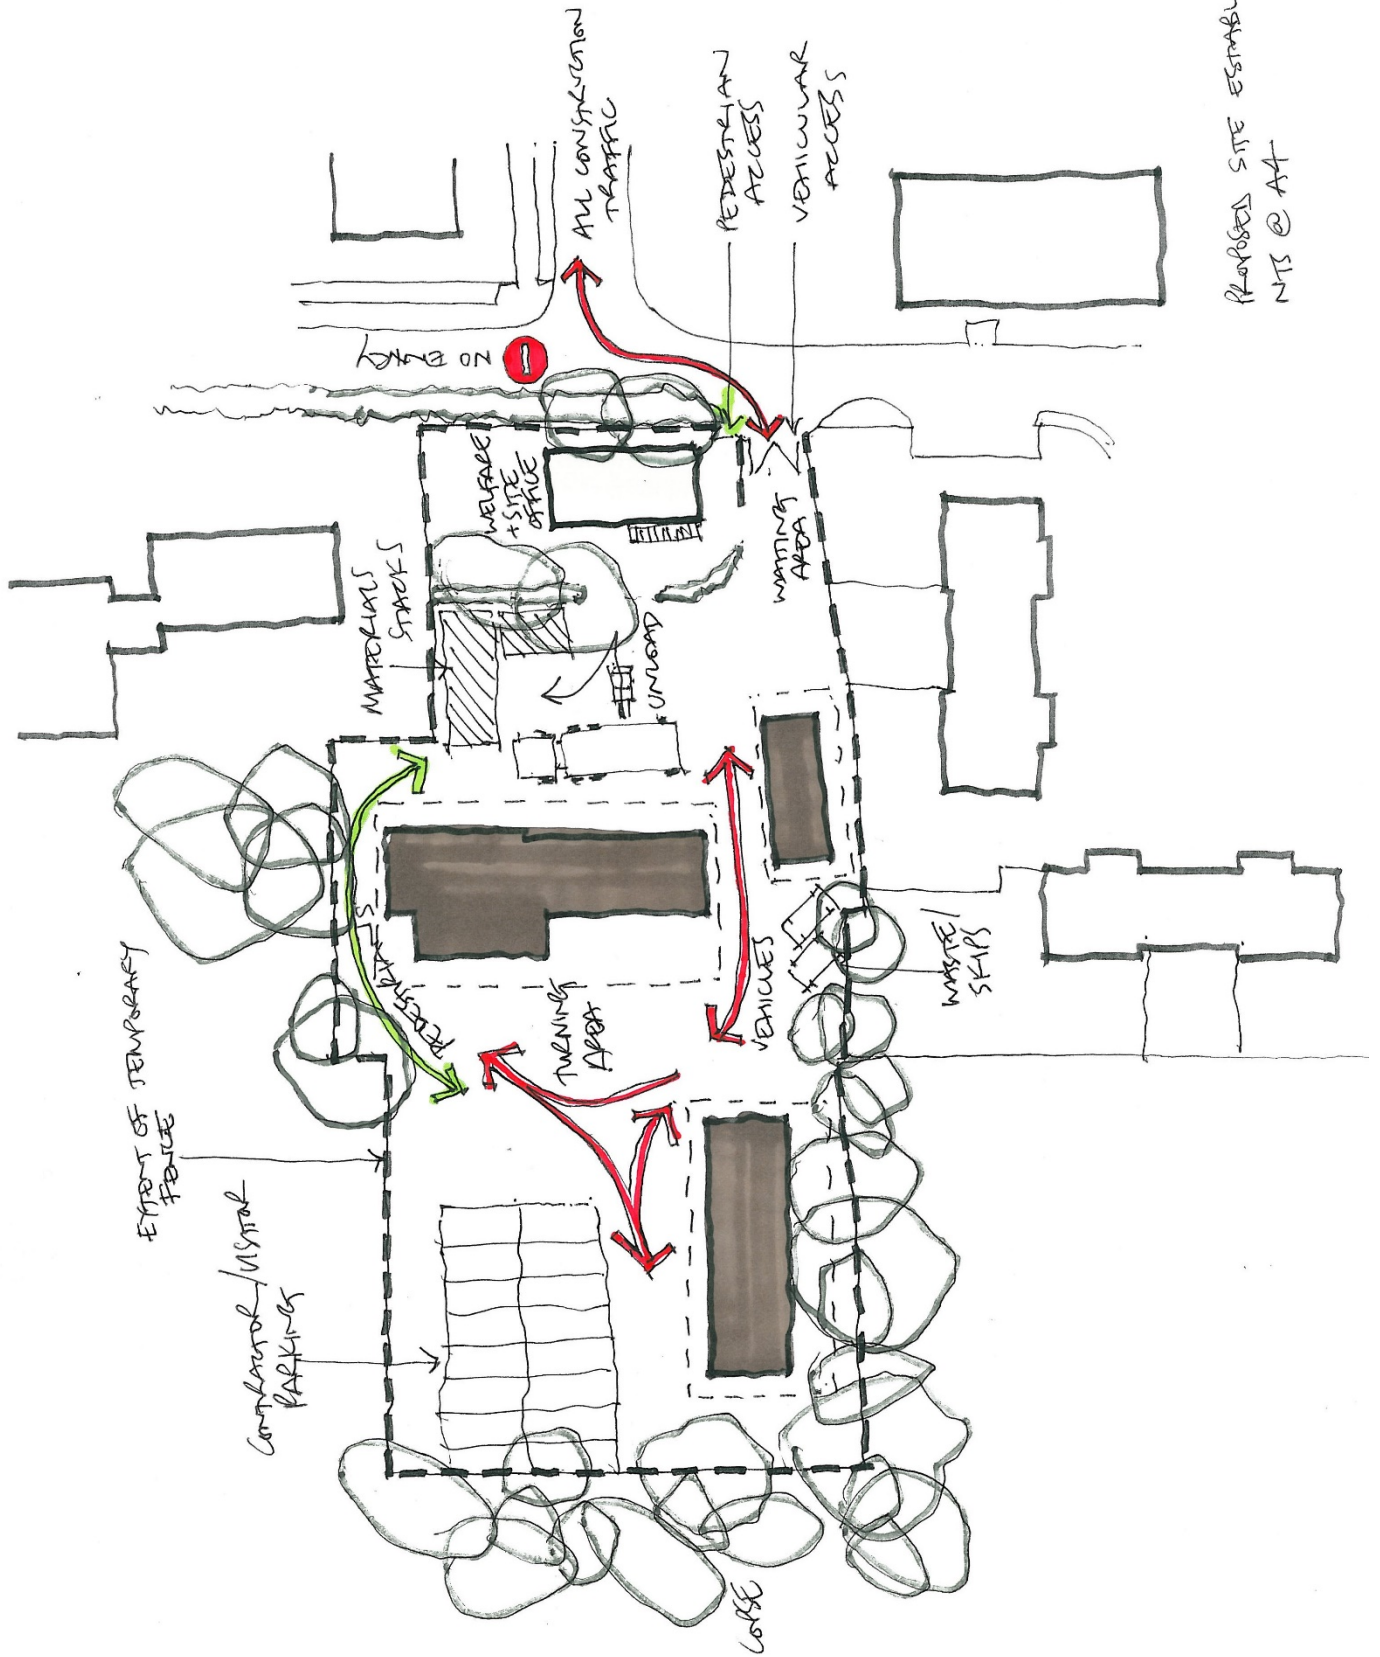 ALL CONSTRUCTION
TRAFFIC
PEDESTRIAN
ACCESS
VEHICULAR
ACCESS
NO ENTRY
WELFARE
+ SITE
OFFICE
WAITING
AREA
MATERIALS
STACKS
UNLOAD
PEDESTRIANS
VEHICLES
TURNING
AREA
WASTE/
SKIPS
EXTENT OF TEMPORARY
FENCE
CONTRACTOR/VISITOR
PARKING
COPSE
PROPOSED SITE
NTS @ A4